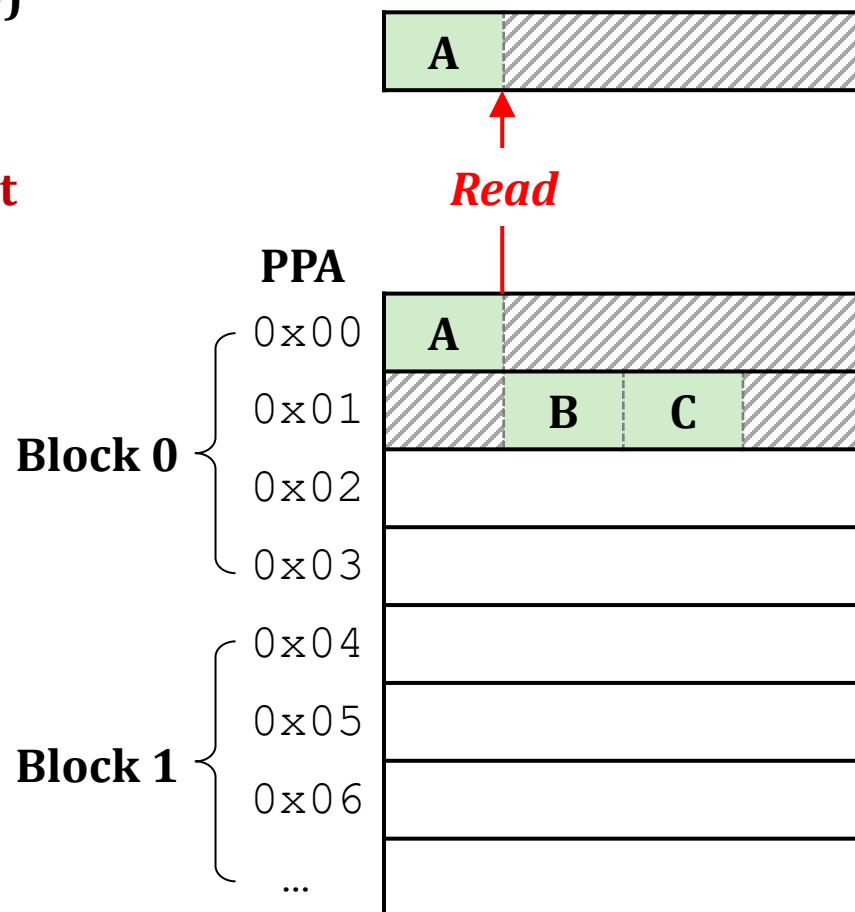 )
A
t
Read
PPA
0x00 A
0x01 B C
Block 0
0x02
0x03
0x04
0x05
Block 1
0x06
...